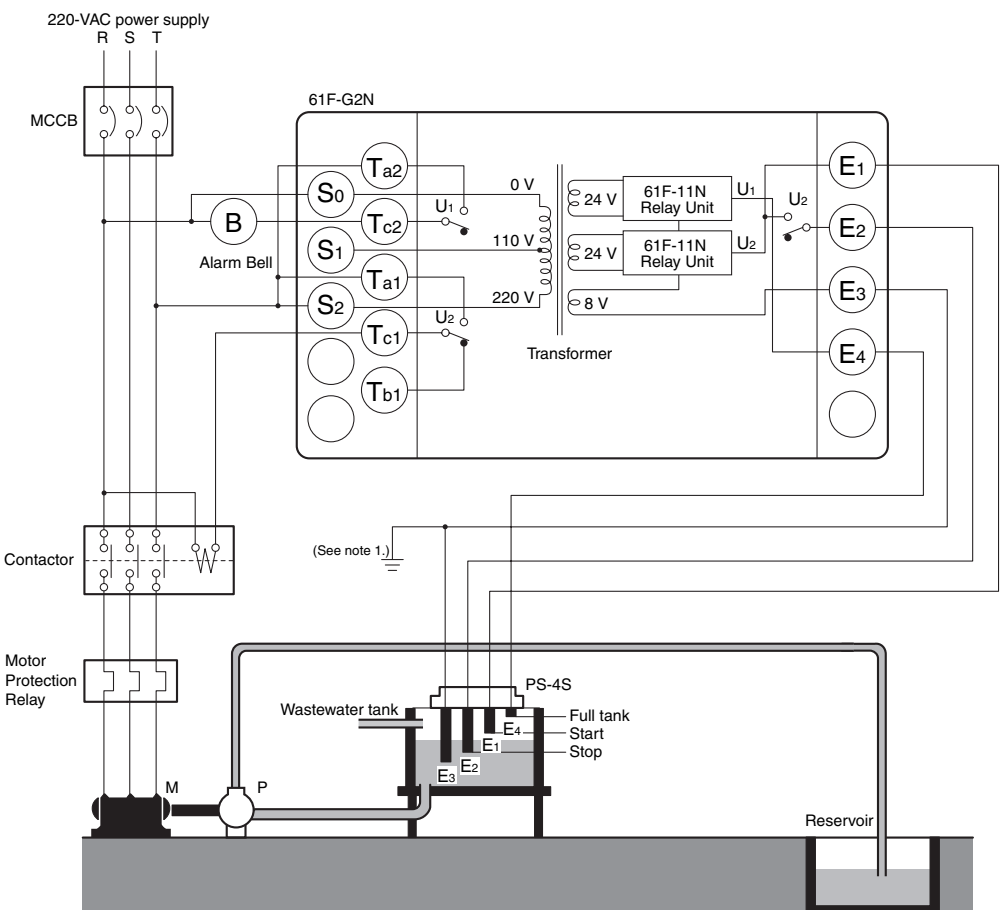 220-VAC power supply
R S T
MCCB
61F-G2N
Ta2
S0
B
Alarm Bell
Tc2
S1
Ta1
S2
Tc1
Tb1
U1
U2
0 V
110 V
220 V
24 V
24 V
8 V
Transformer
61F-11N
Relay Unit
U1
61F-11N
Relay Unit
U2
U2
E1
E2
E3
E4
(See note 1.)
Contactor
Motor
Protection
Relay
M
P
PS-4S
Wastewater tank
Full tank
Start
Stop
E4
E1
E2
E3
Reservoir